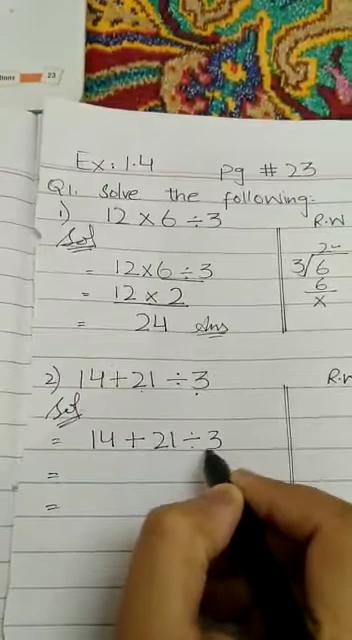 23
Ex: 1.4 pg # 23
Q1. Solve the following:-
1) 12 × 6 ÷ 3 R.W
Sol
= 12 × 6 ÷ 3
= 12 × 2
= 24 Ans
2
3√6
6
x
2) 14 + 21 ÷ 3
Sol
= 14 + 21 ÷ 3
=
=